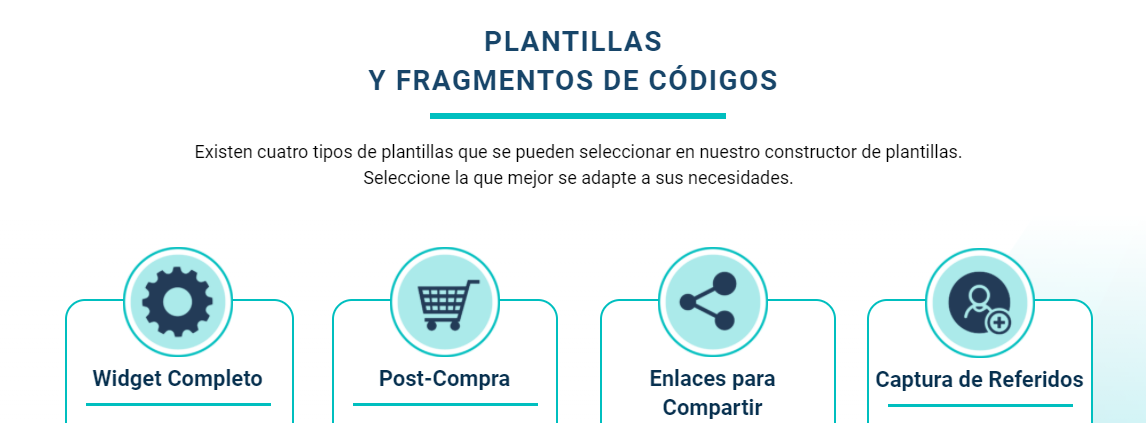 PLANTILLAS
Y FRAGMENTOS DE CÓDIGOS
Existen cuatro tipos de plantillas que se pueden seleccionar en nuestro constructor de plantillas.
Seleccione la que mejor se adapte a sus necesidades.
Widget Completo
Post-Compra
Enlaces para
Compartir
Captura de Referidos